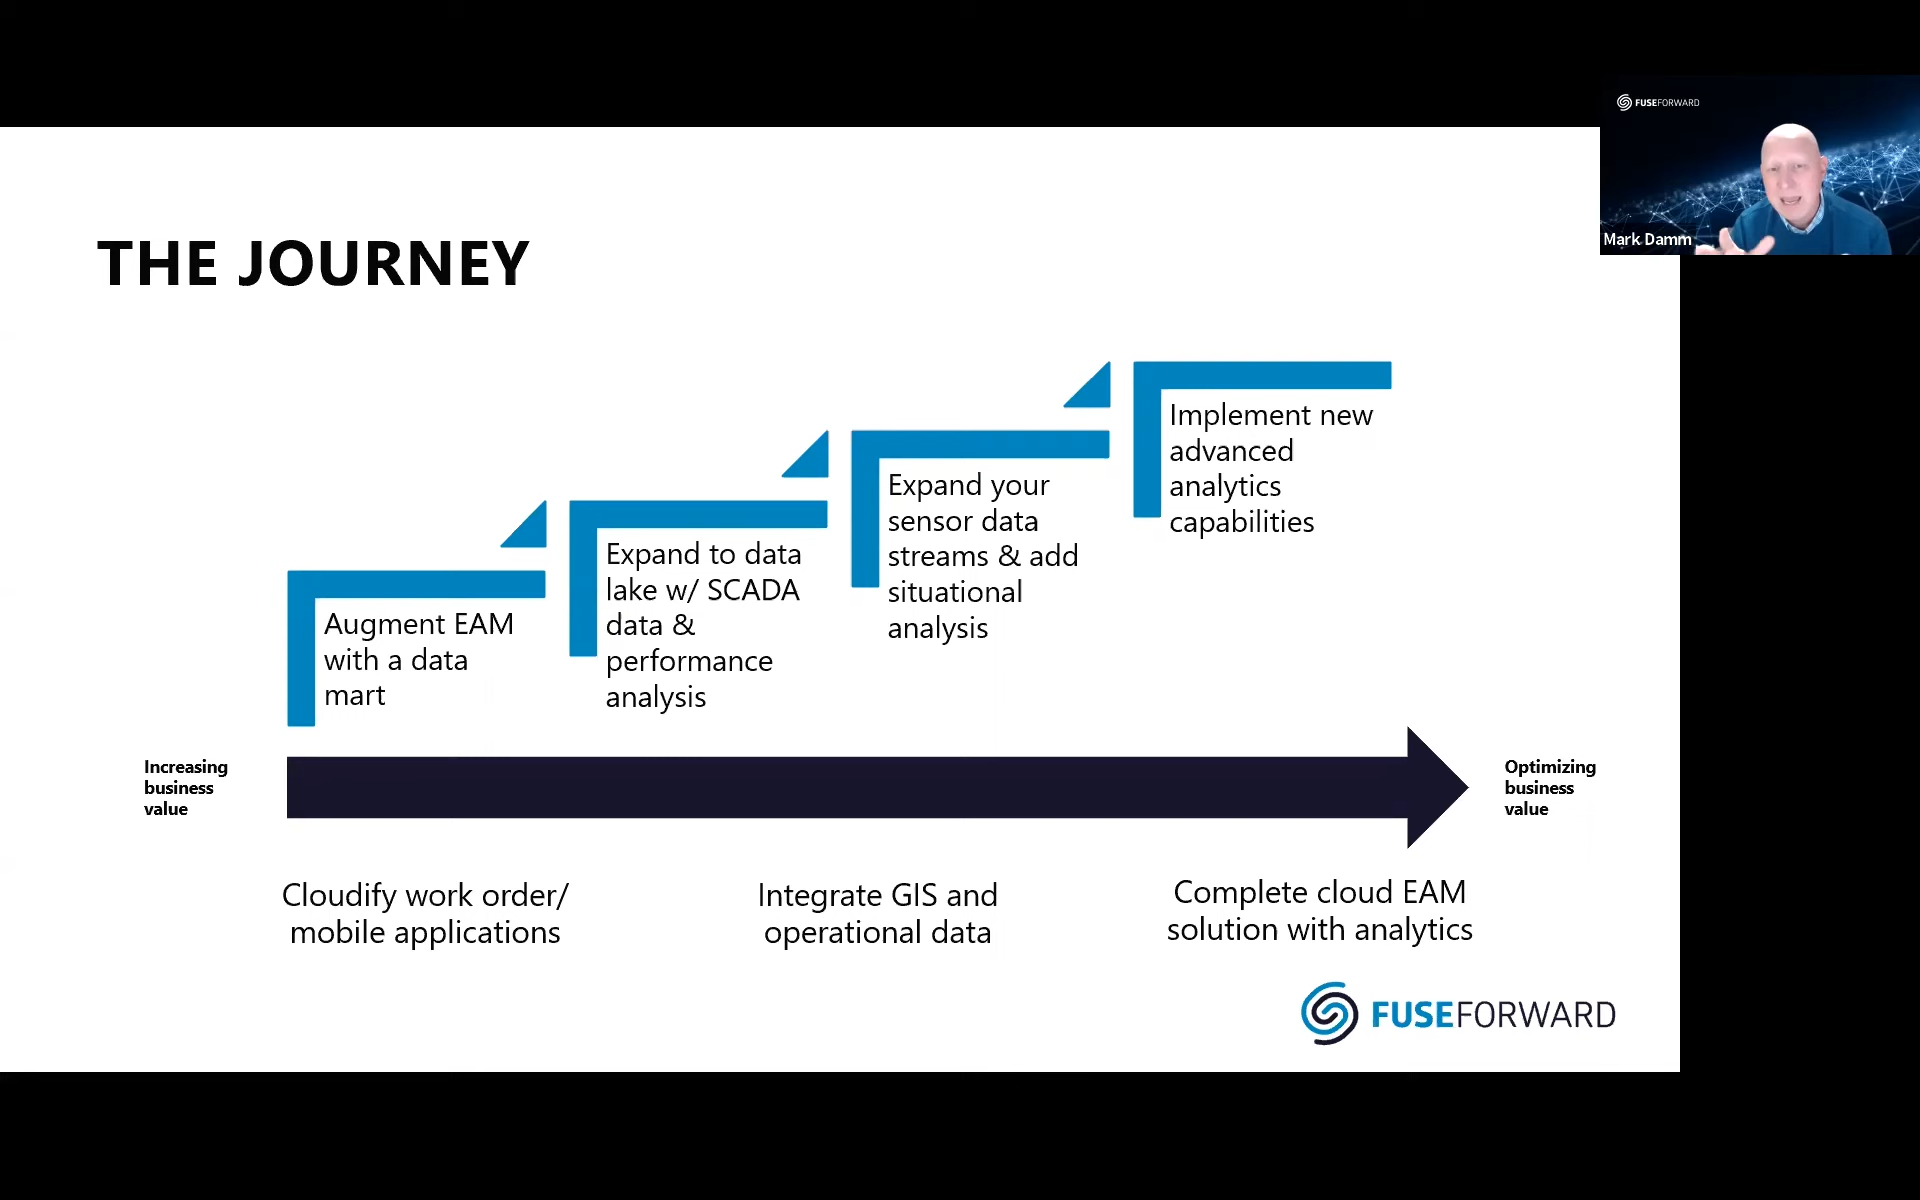 FUSEFORWARD
Mark Damm
THE JOURNEY
Augment EAM
with a data
mart
Expand to data
lake w/ SCADA
data &
performance
analysis
Expand your
sensor data
streams & add
situational
analysis
Implement new
advanced
analytics
capabilities
Increasing
business
value
Optimizing
business
value
Cloudify work order/
mobile applications
Integrate GIS and
operational data
Complete cloud EAM
solution with analytics
FUSEFORWARD